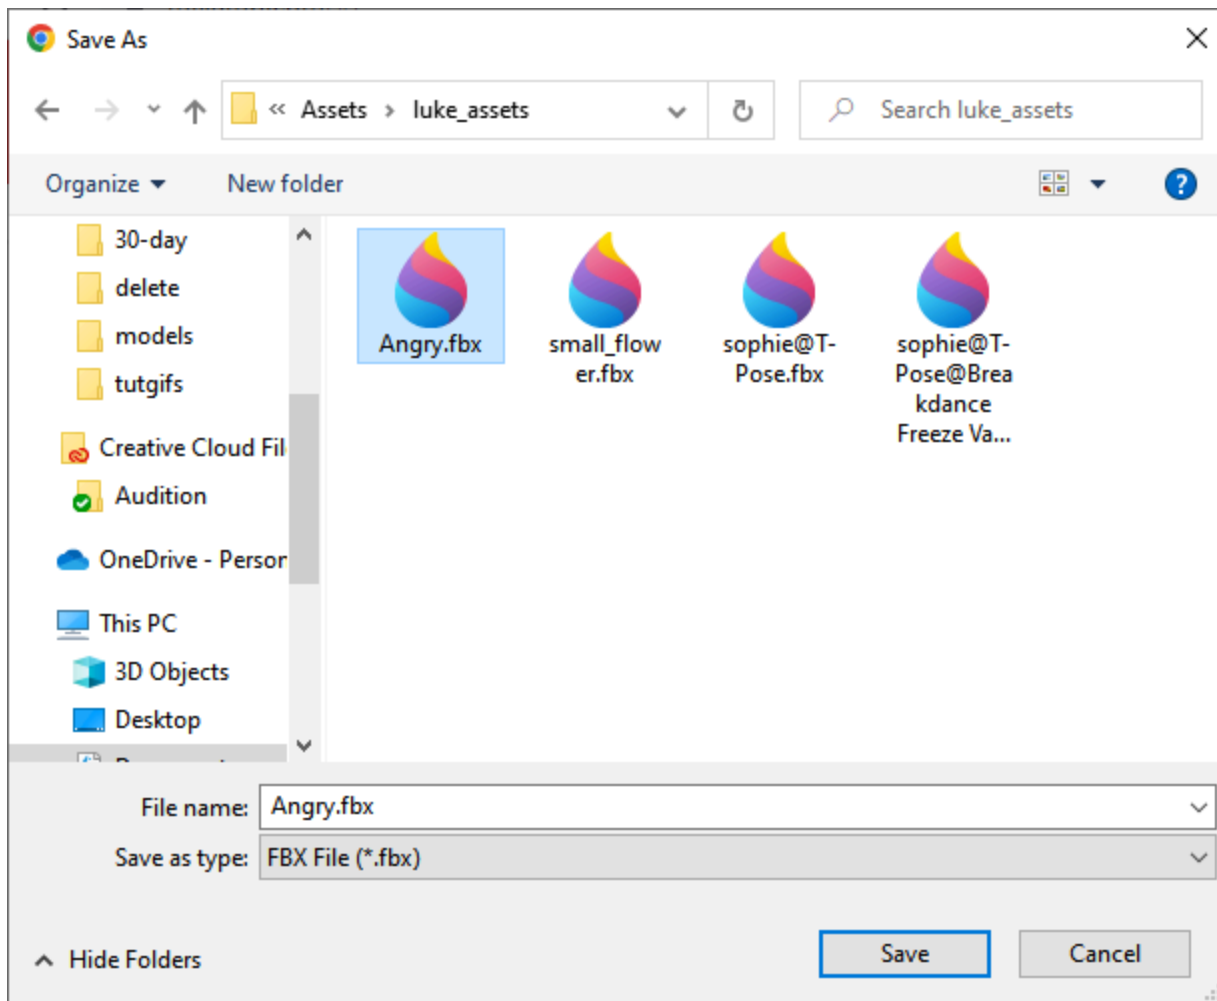 Save As
« Assets > luke_assets
Search luke_assets
Organize
New folder
30-day
delete
models
tutgifs
Creative Cloud Fil
Audition
OneDrive - Person
This PC
3D Objects
Desktop
Angry.fbx
small_flow
er.fbx
sophie@T-
Pose.fbx
sophie@T-
Pose@Brea
kdance
Freeze Va...
File name: Angry.fbx
Save as type: FBX File (*.fbx)
Hide Folders
Save
Cancel